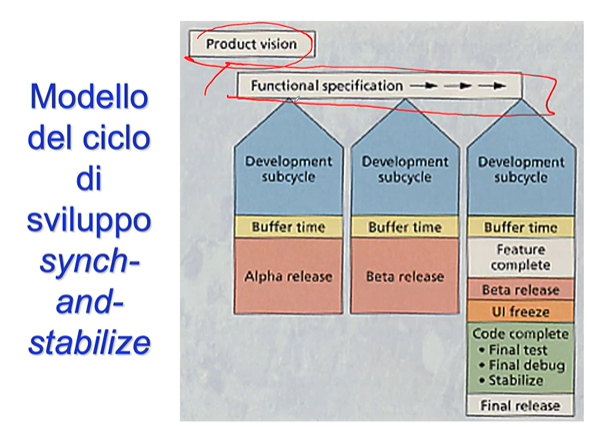 Modello
del ciclo
di
sviluppo
synch-
and-
stabilize
Product vision
Functional specification
Development
subcycle
Buffer time
Alpha release
Development
subcycle
Buffer time
Beta release
Development
subcycle
Buffer time
Feature
complete
Beta release
UI freeze
Code complete
• Final test
• Final debug
• Stabilize
Final release